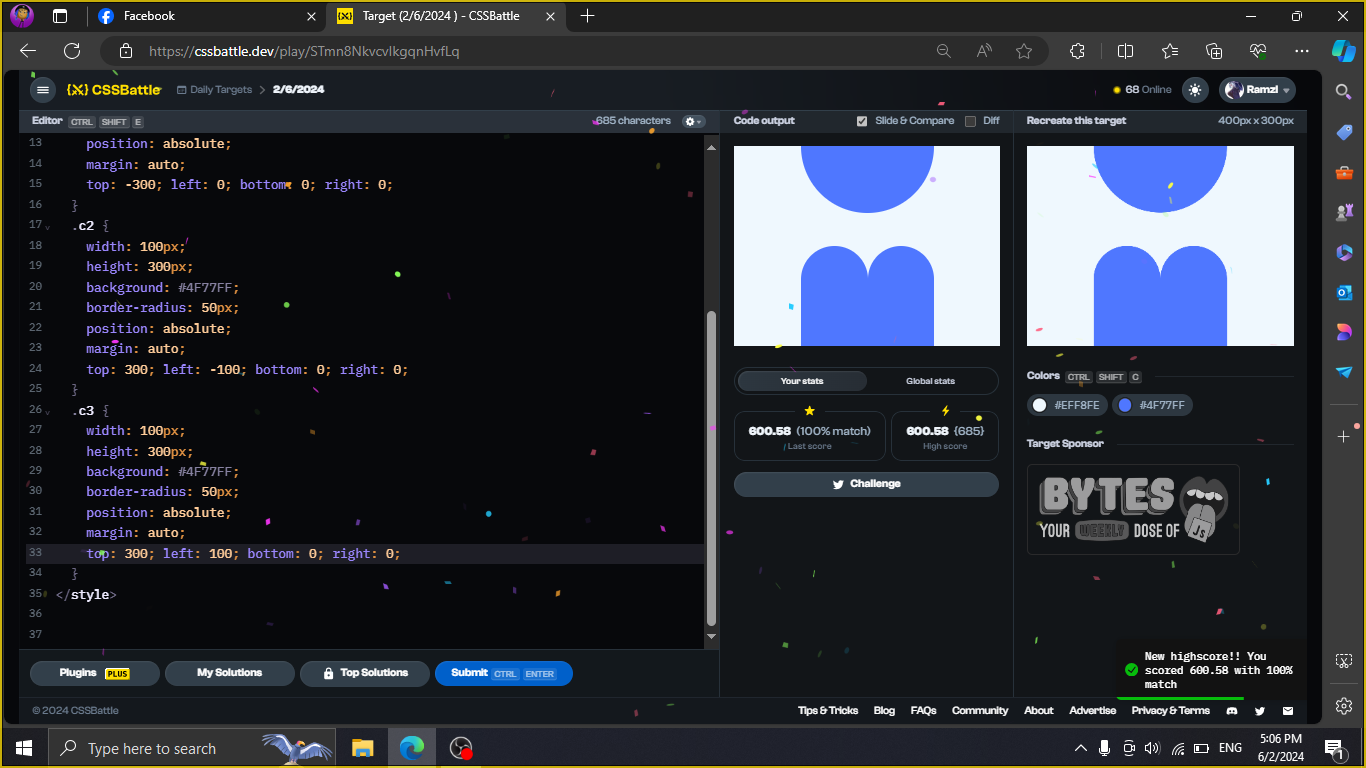 Facebook
Target (2/6/2024 ) - CSSBattle
https://cssbattle.dev/play/STmn8NkvcvIkgqnHvfLq
{X} CSSBattle
Daily Targets > 2/6/2024
68 Online
Ramzi
Editor CTRL SHIFT E
685 characters
Code output
Slide & Compare
Diff
Recreate this target
400px x 300px
13 position: absolute;
14 margin: auto;
15 top: -300; left: 0; bottom: 0; right: 0;
16 }
17 .c2 {
18 width: 100px;
19 height: 300px;
20 background: #4F77FF;
21 border-radius: 50px;
22 position: absolute;
23 margin: auto;
24 top: 300; left: -100; bottom: 0; right: 0;
25 }
26 .c3 {
27 width: 100px;
28 height: 300px;
29 background: #4F77FF;
30 border-radius: 50px;
31 position: absolute;
32 margin: auto;
33 top: 300; left: 100; bottom: 0; right: 0;
34 }
35 </style>
36
37
Your stats
Global stats
600.58 (100% match)
Last score
600.58 {685}
High score
Challenge
Colors CTRL SHIFT C
#EFF8FE
#4F77FF
Target Sponsor
BYTES
YOUR WEEKLY DOSE OF
JS
New highscore!! You
scored 600.58 with 100%
match
Plugins PLUS
My Solutions
Top Solutions
Submit CTRL ENTER
© 2024 CSSBattle
Tips & Tricks
Blog
FAQs
Community
About
Advertise
Privacy & Terms
Type here to search
ENG
5:06 PM
6/2/2024
1